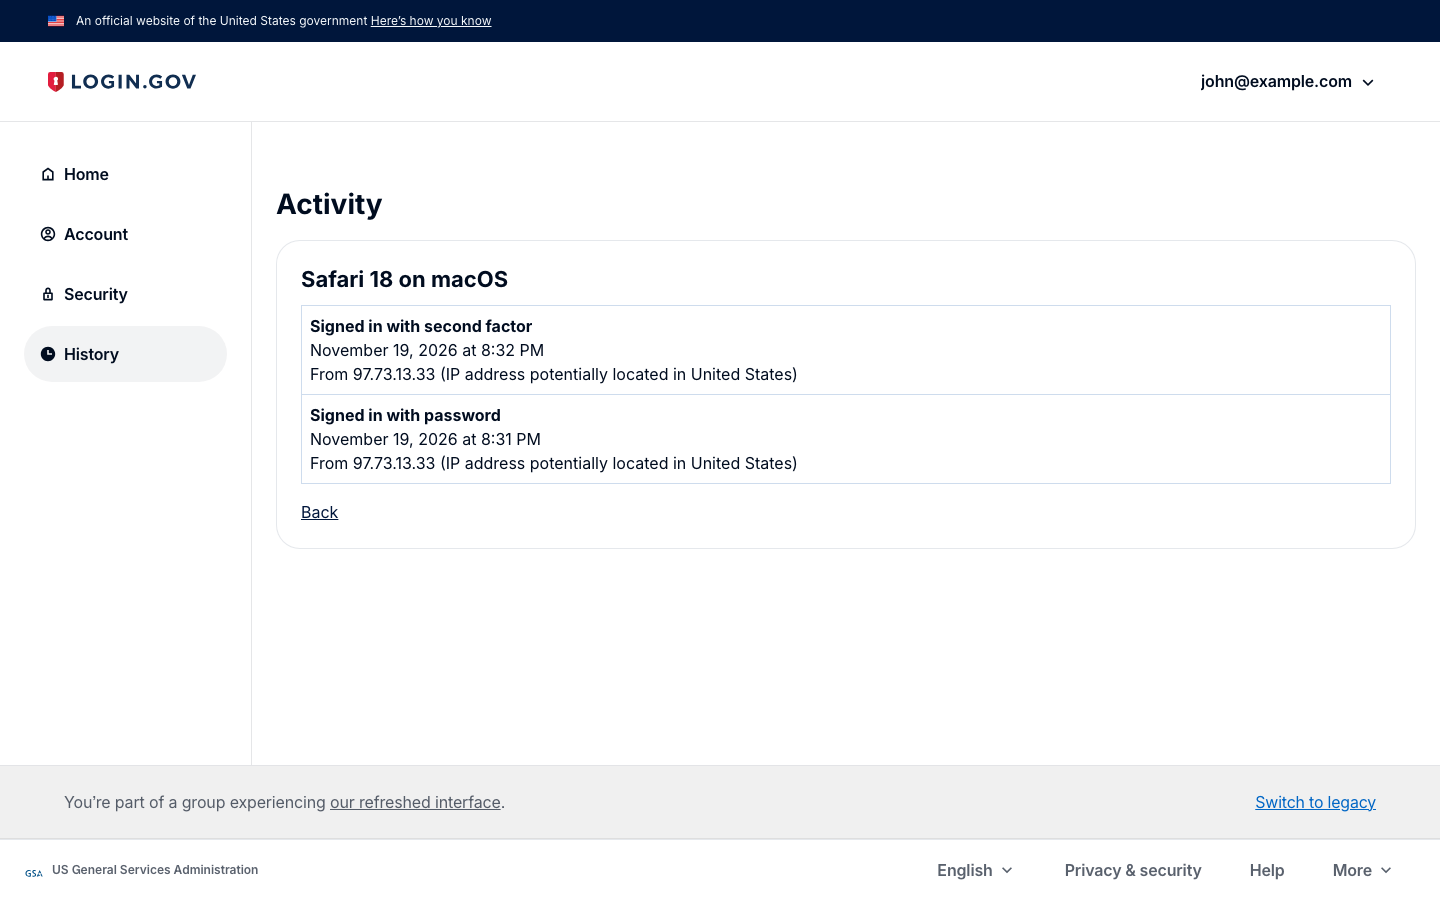 An official website of the United States government Here's how you know
LOGIN.GOV
john@example.com
Home
Account
Security
History
Activity
Safari 18 on macOS
Signed in with second factor
November 19, 2026 at 8:32 PM
From 97.73.13.33 (IP address potentially located in United States)
Signed in with password
November 19, 2026 at 8:31 PM
From 97.73.13.33 (IP address potentially located in United States)
Back
You're part of a group experiencing our refreshed interface.
Switch to legacy
GSA US General Services Administration
English
Privacy & security
Help
More